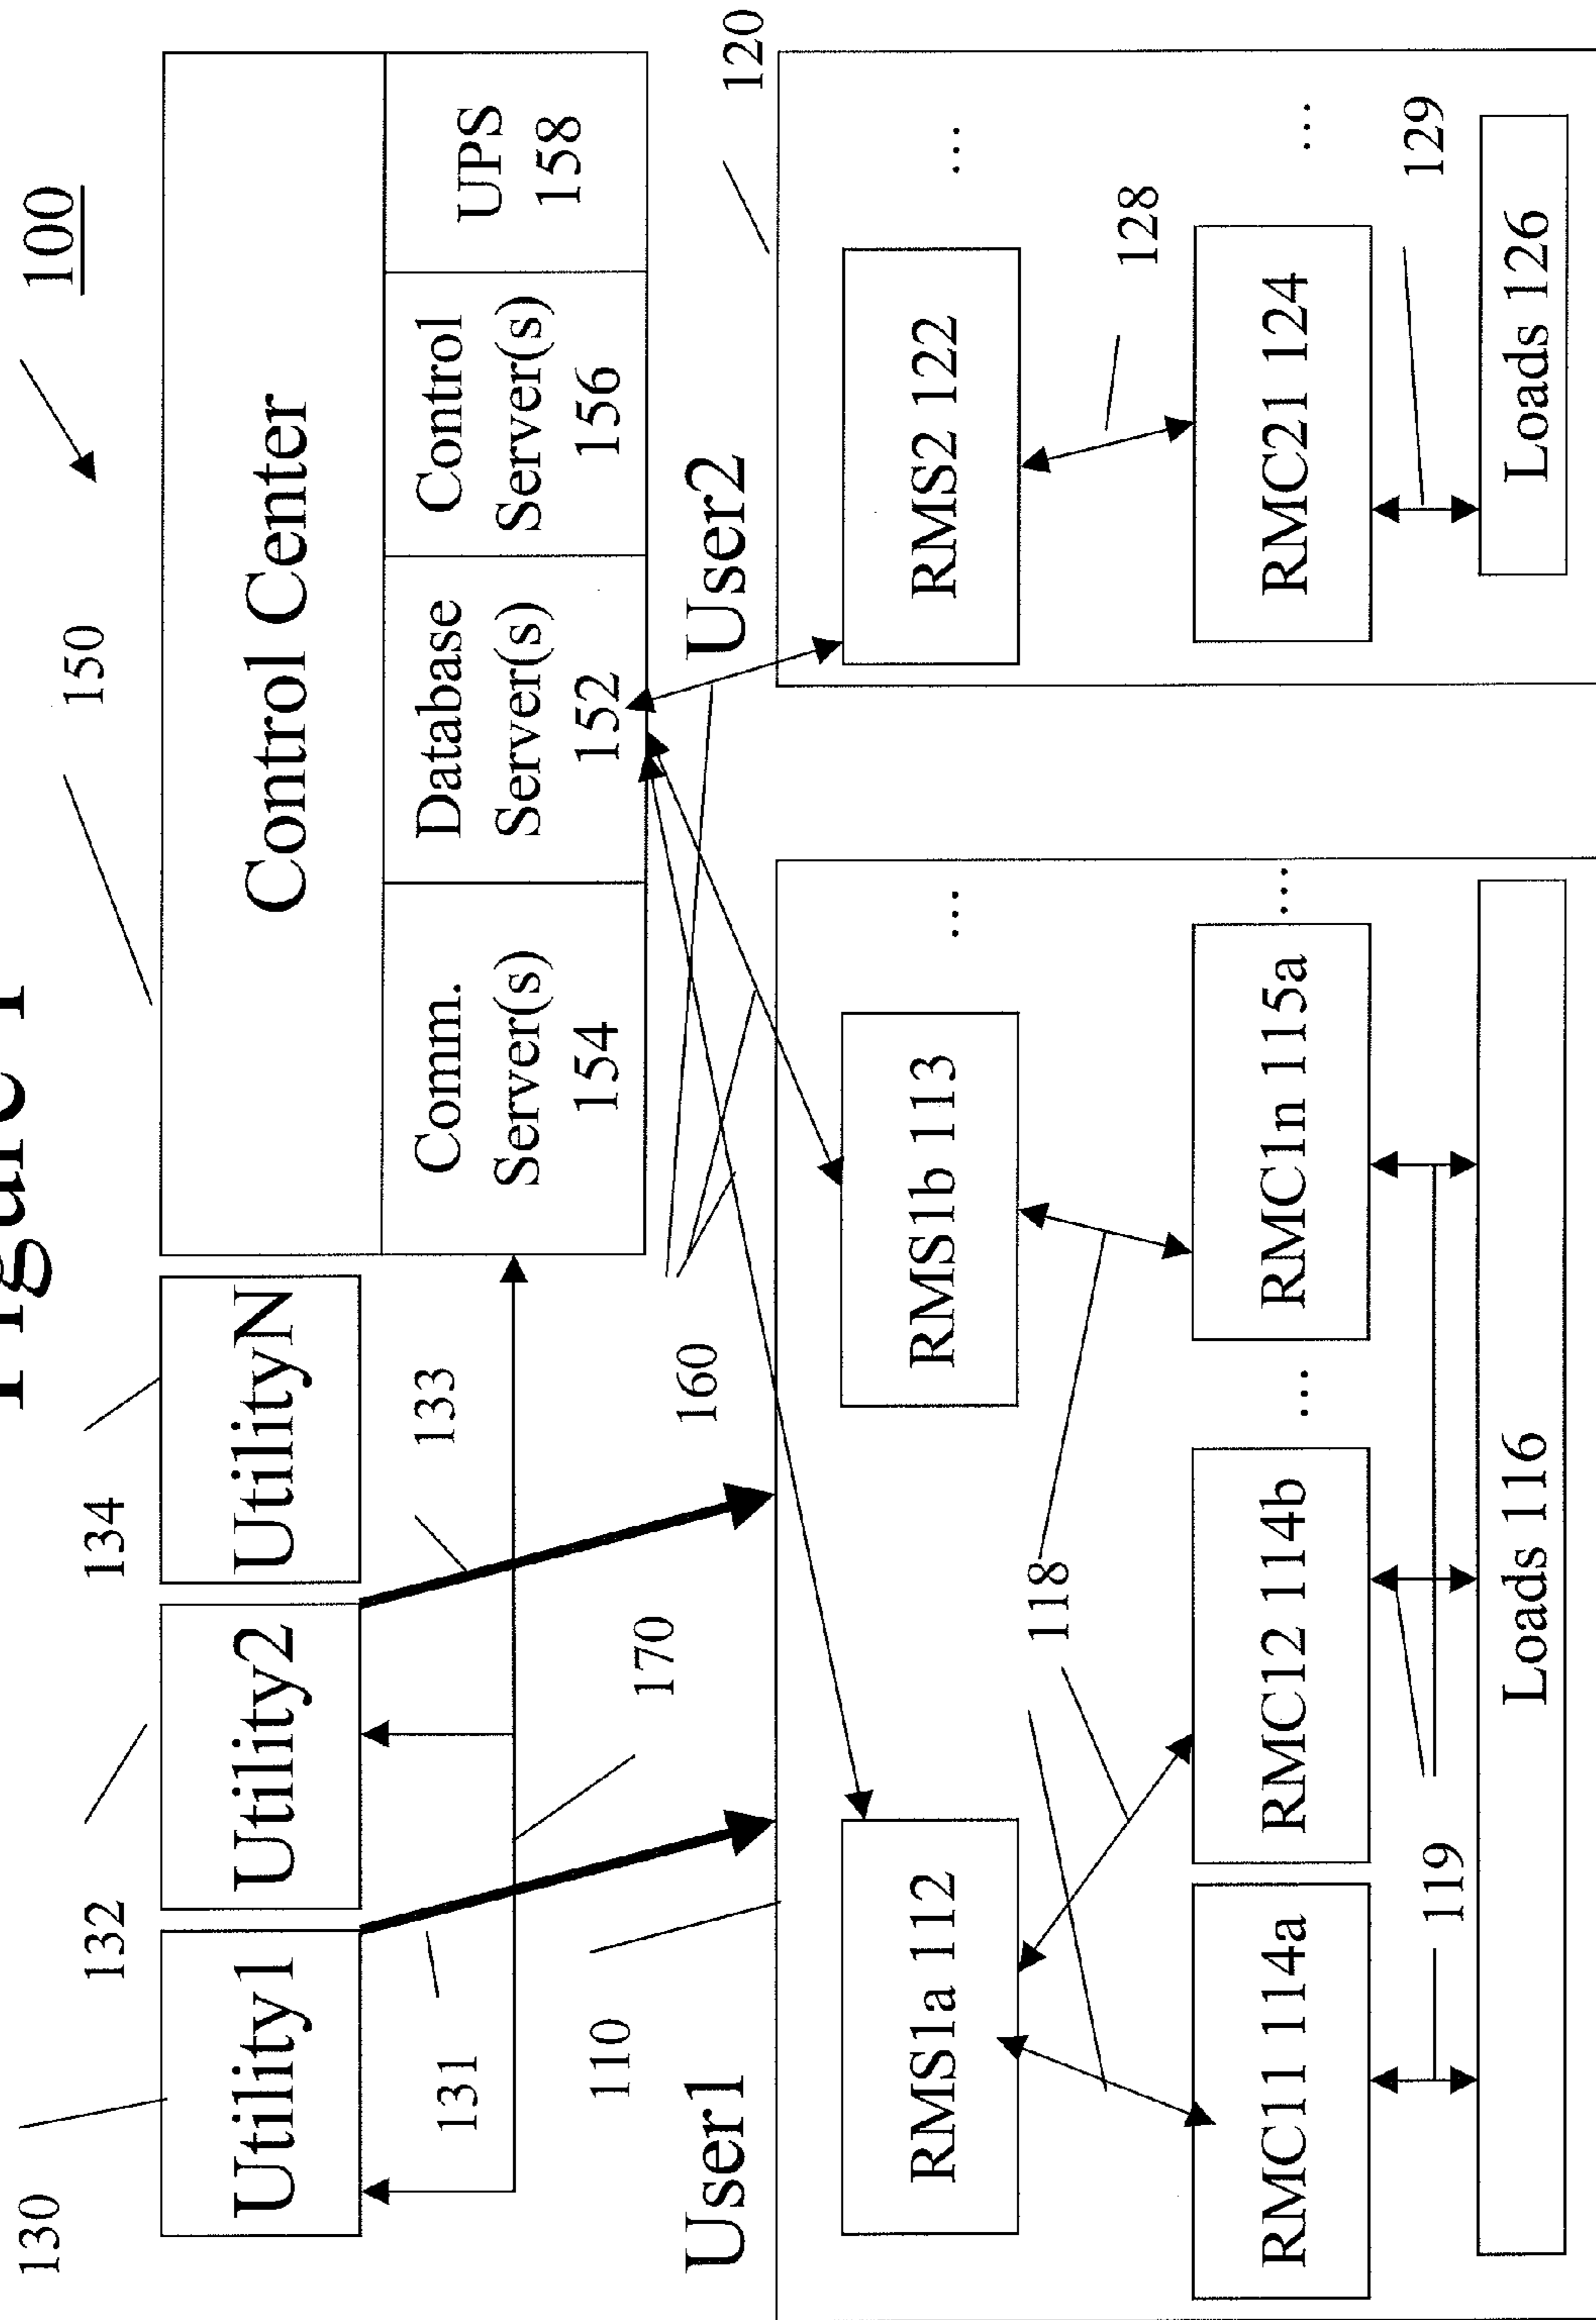 Figure 1
100
130
132
134
150
Utility1
Utility2
UtilityN
Control Center
Comm.
Server(s)
154
Database
Server(s)
152
Control
Server(s)
156
UPS
158
131
133
170
160
110
120
User1
User2
RMS1a 112
RMS1b 113
...
RMS2 122
...
118
128
RMC11 114a
RMC12 114b
...
RMC1n 115a
...
RMC21 124
...
119
129
Loads 116
Loads 126